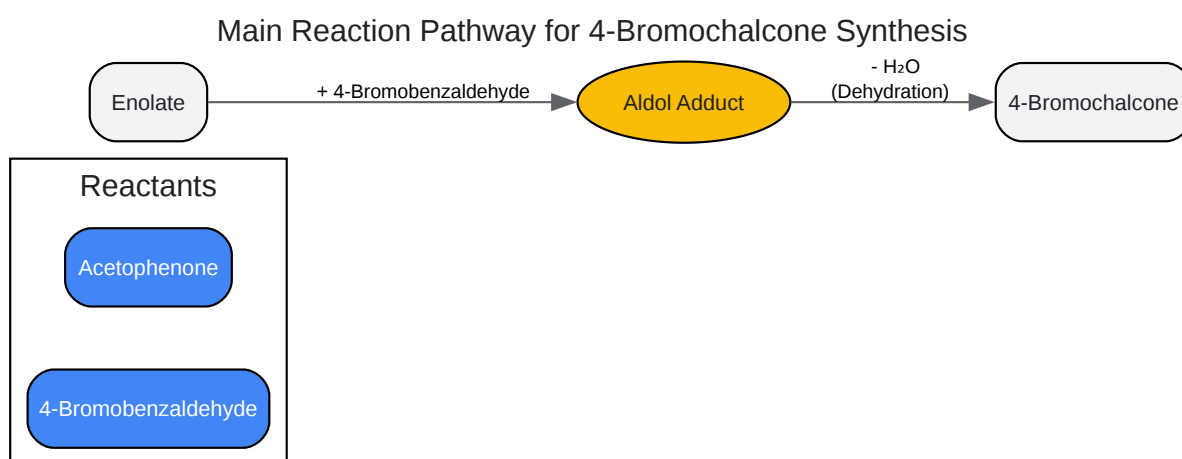 Main Reaction Pathway for 4-Bromochalcone Synthesis
Enolate
+ 4-Bromobenzaldehyde
Aldol Adduct
- H₂O
(Dehydration)
4-Bromochalcone
Reactants
Acetophenone
4-Bromobenzaldehyde